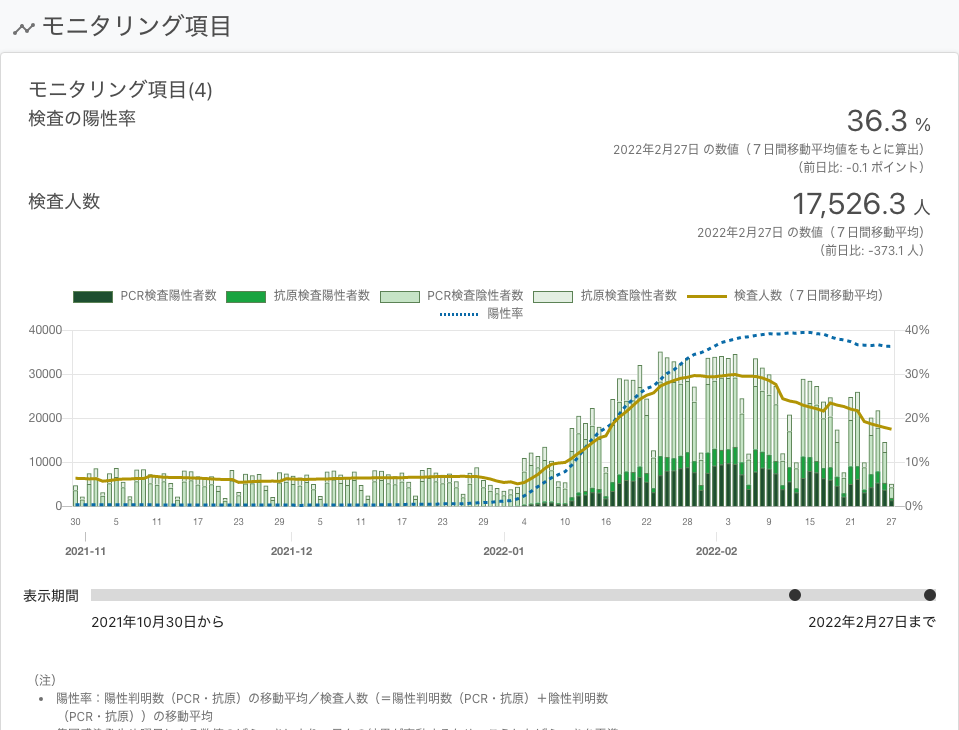 モニタリング項目
モニタリング項目(4)
検査の陽性率
36.3 %
2022年2月27日 の数値（７日間移動平均値をもとに算出）
（前日比: -0.1 ポイント）
検査人数
17,526.3 人
2022年2月27日 の数値（７日間移動平均）
（前日比: -373.1 人）
PCR検査陽性者数 抗原検査陽性者数 PCR検査陰性者数 抗原検査陰性者数 検査人数（７日間移動平均）
陽性率
40000 40%
30000 30%
20000 20%
10000 10%
0 0%
30 5 11 17 23 29 5 11 17 23 29 4 10 16 22 28 3 9 15 21 27
2021-11 2021-12 2022-01 2022-02
表示期間
2021年10月30日から 2022年2月27日まで
（注）
• 陽性率：陽性判明数（PCR・抗原）の移動平均／検査人数（＝陽性判明数（PCR・抗原）＋陰性判明数
（PCR・抗原））の移動平均